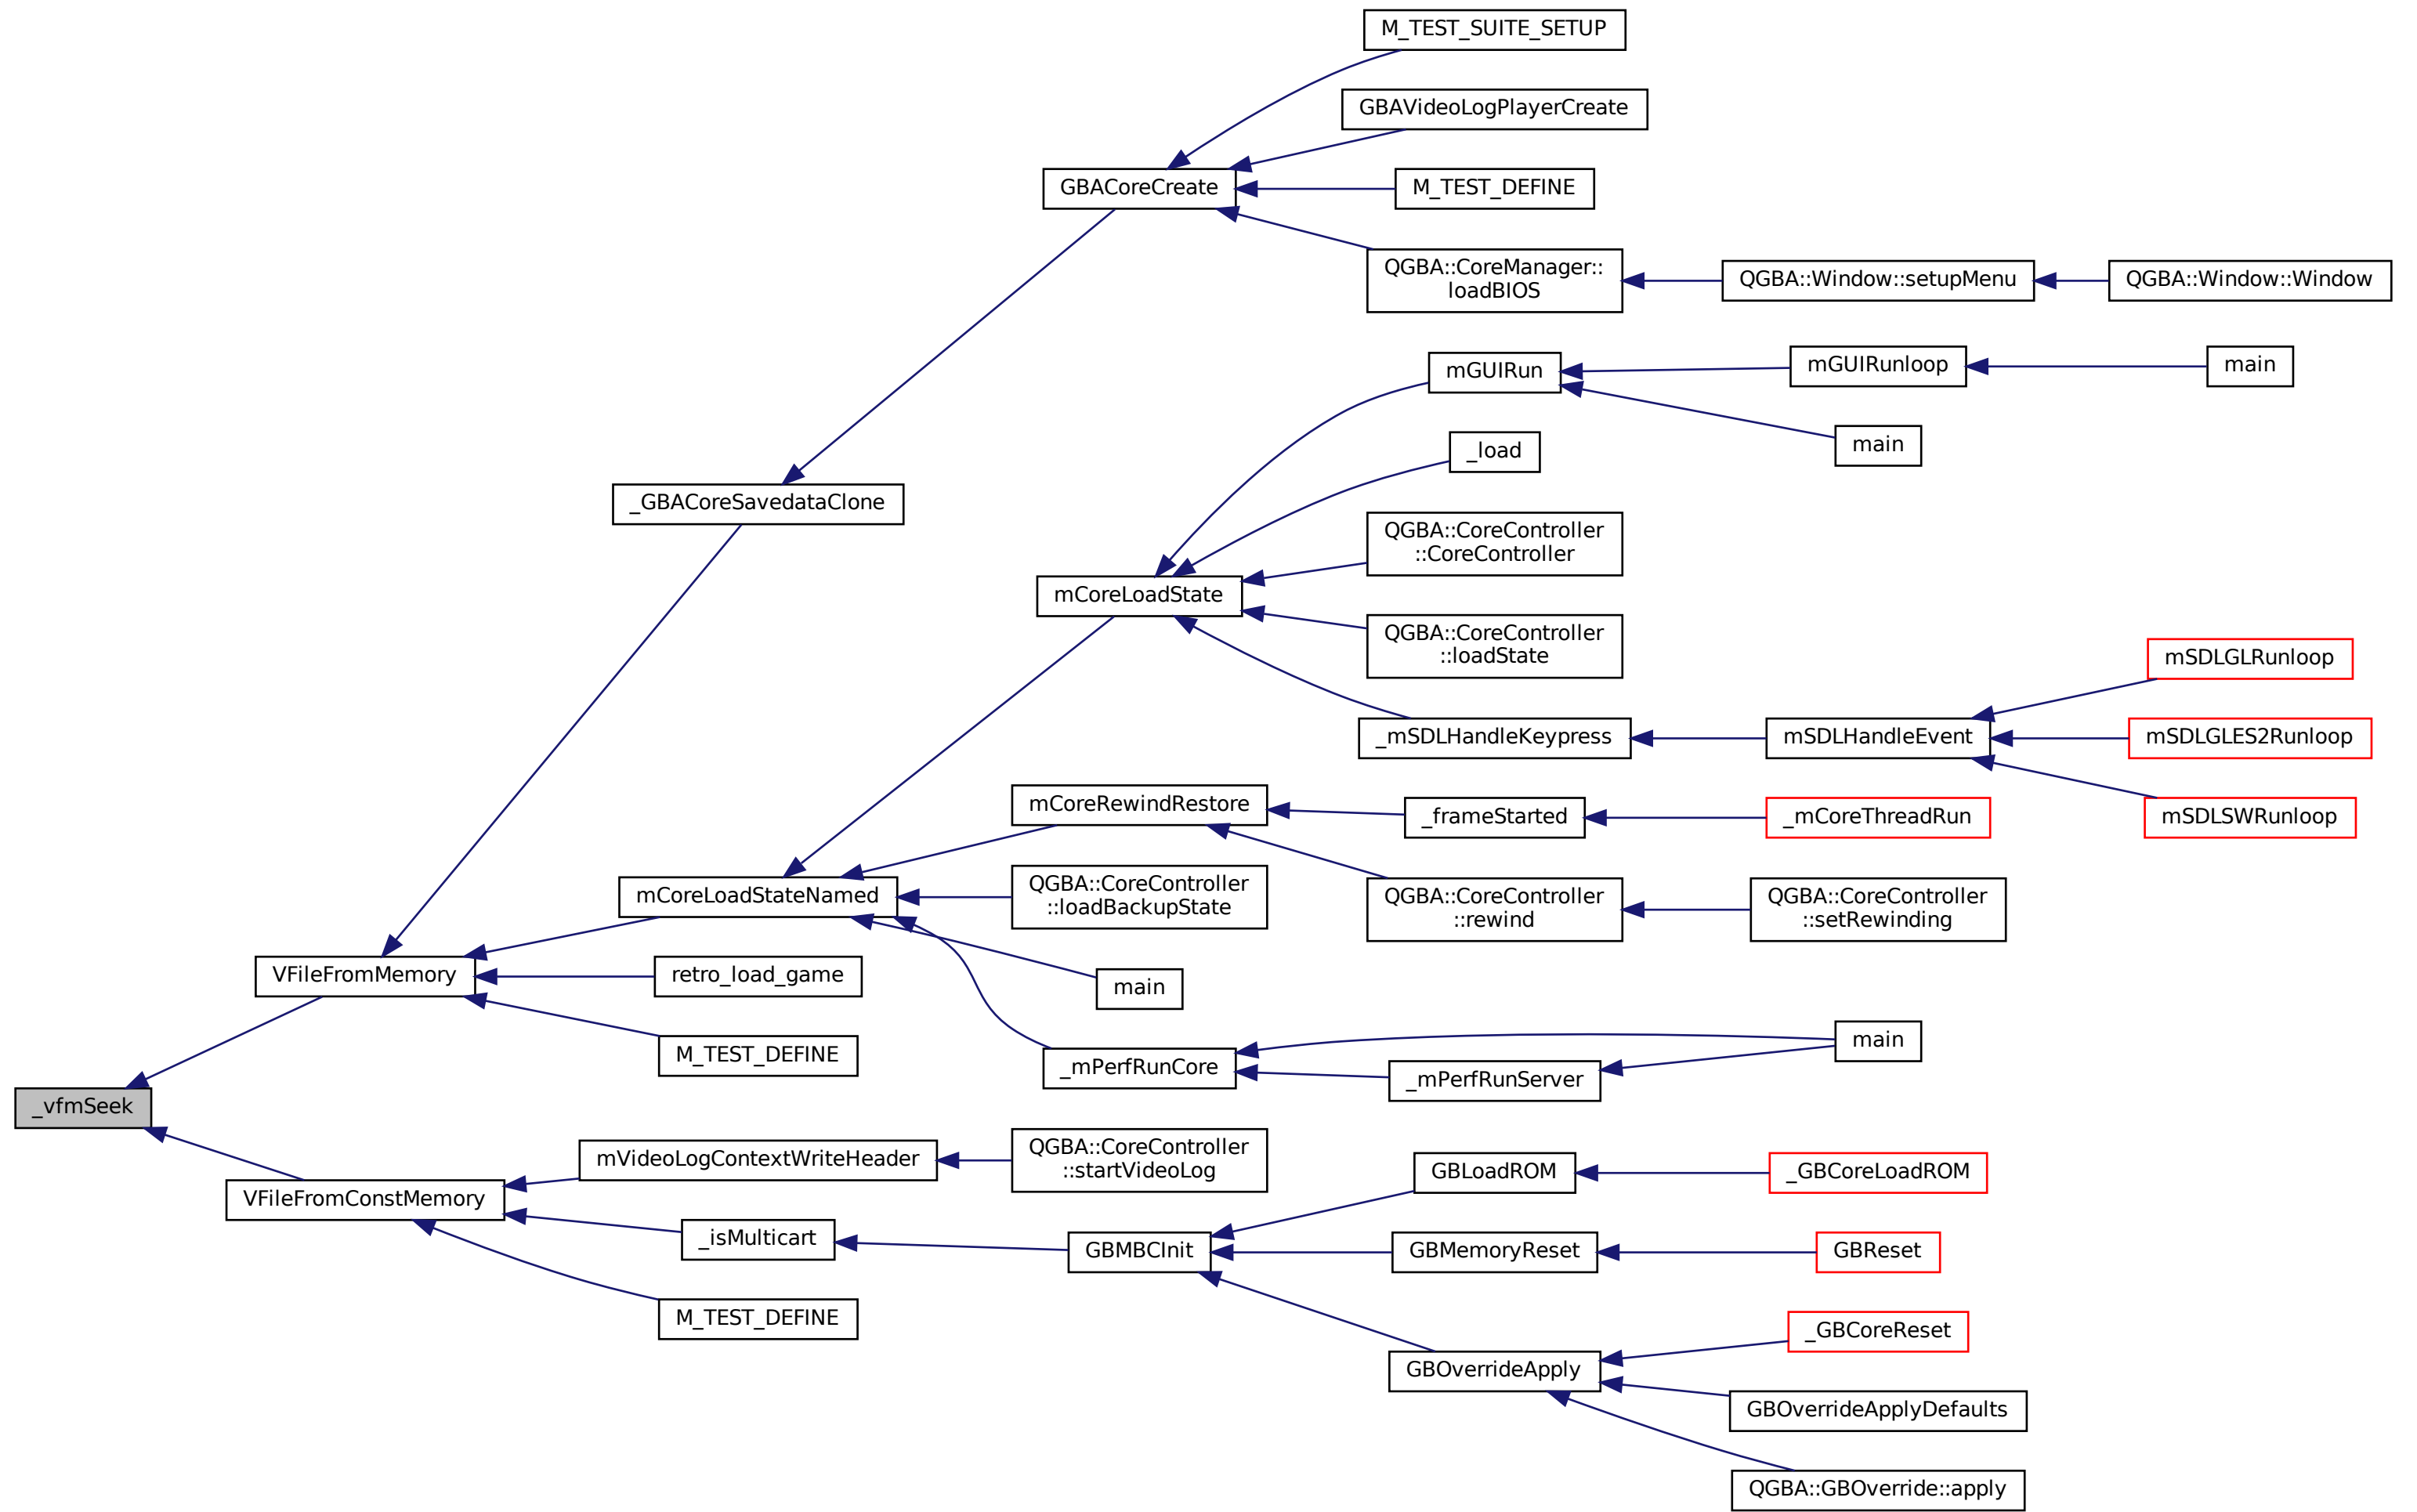 M_TEST_SUITE_SETUP
GBAVideoLogPlayerCreate
GBACoreCreate
M_TEST_DEFINE
QGBA::CoreManager::
loadBIOS
QGBA::Window::setupMenu
QGBA::Window::Window
mGUIRun
mGUIRunloop
main
main
_load
_GBACoreSavedataClone
QGBA::CoreController
::CoreController
mCoreLoadState
QGBA::CoreController
::loadState
mSDLGLRunloop
_mSDLHandleKeypress
mSDLHandleEvent
mSDLGLES2Runloop
mSDLSWRunloop
mCoreRewindRestore
_frameStarted
_mCoreThreadRun
mCoreLoadStateNamed
QGBA::CoreController
::loadBackupState
QGBA::CoreController
::rewind
QGBA::CoreController
::setRewinding
VFileFromMemory
retro_load_game
main
M_TEST_DEFINE
_mPerfRunCore
_mPerfRunServer
main
_vfmSeek
mVideoLogContextWriteHeader
QGBA::CoreController
::startVideoLog
VFileFromConstMemory
_isMulticart
GBMBCInit
GBLoadROM
_GBCoreLoadROM
GBMemoryReset
GBReset
M_TEST_DEFINE
GBOverrideApply
_GBCoreReset
GBOverrideApplyDefaults
QGBA::GBOverride::apply